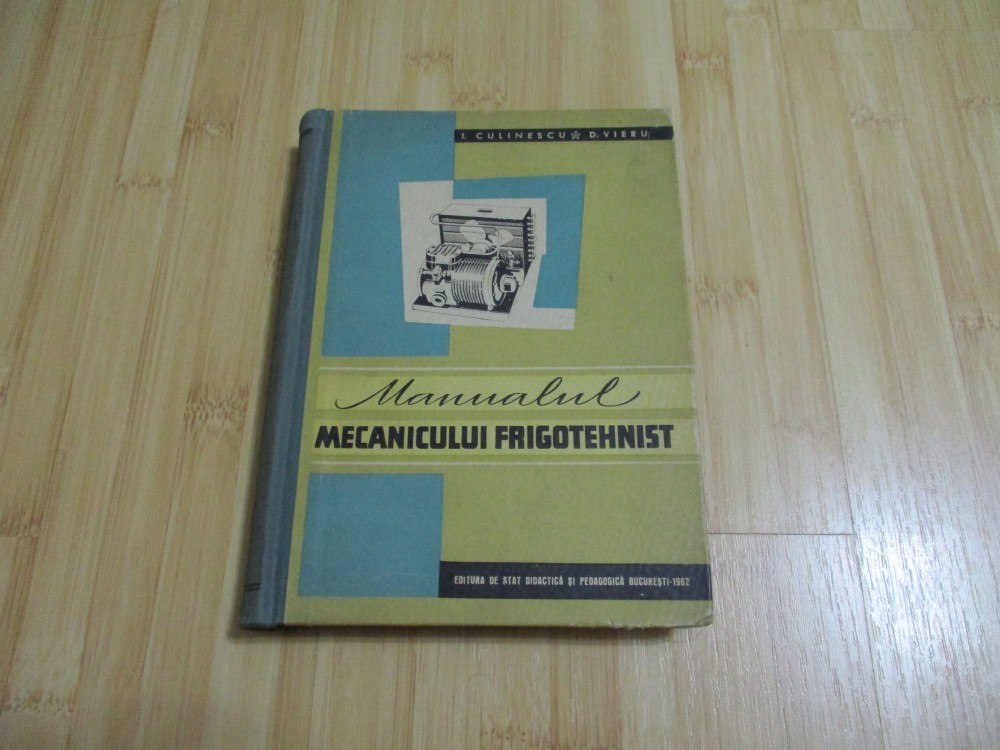 I. CULINESCU ☆ D. VIERU
Manualul
MECANICULUI FRIGOTEHNIST
EDITURA DE STAT DIDACTICĂ ȘI PEDAGOGICĂ BUCUREȘTI-1962